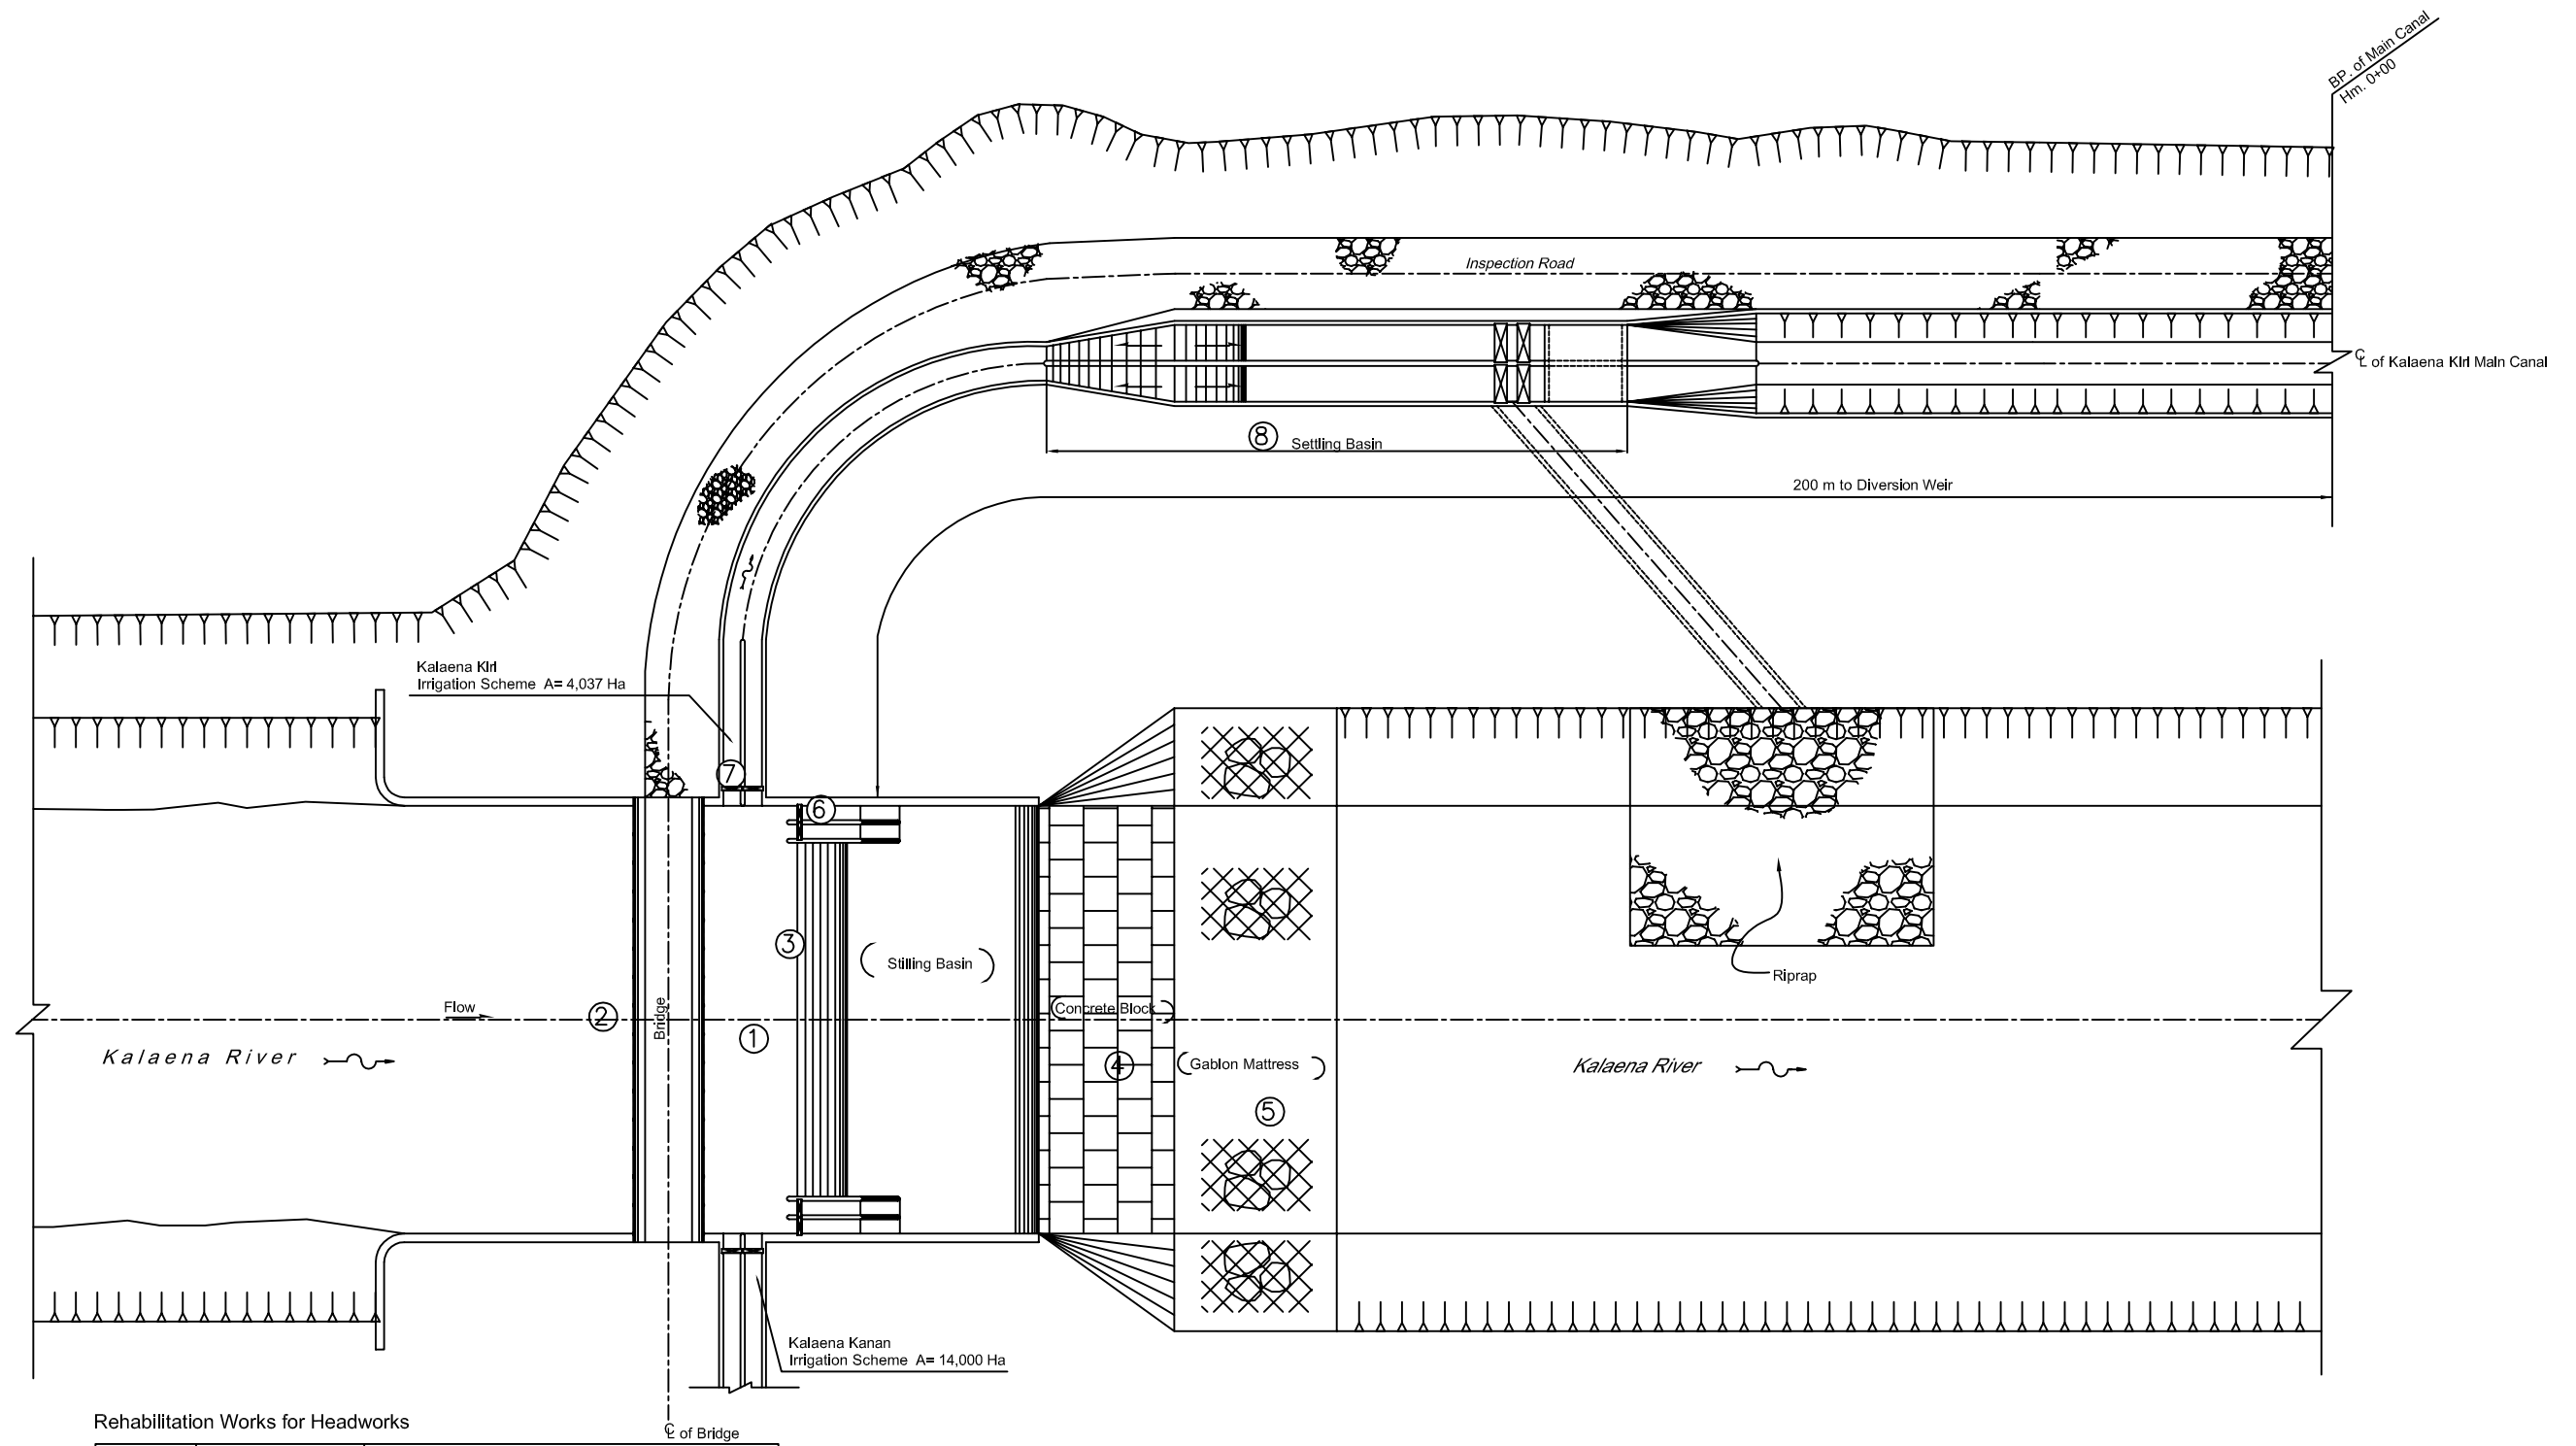 BP. of Main Canal
Hm. 0+00
Inspection Road
℄ of Kalaena Kiri Main Canal
⑧ Settling Basin
200 m to Diversion Weir
Kalaena Kiri
Irrigation Scheme A= 4,037 Ha
⑦
⑥
③
Stilling Basin
Riprap
Flow
②
Bridge
①
Concrete Block
Kalaena River
④
Gabion Mattress
Kalaena River
⑤
Kalaena Kanan
Irrigation Scheme A= 14,000 Ha
Rehabilitation Works for Headworks
℄ of Bridge